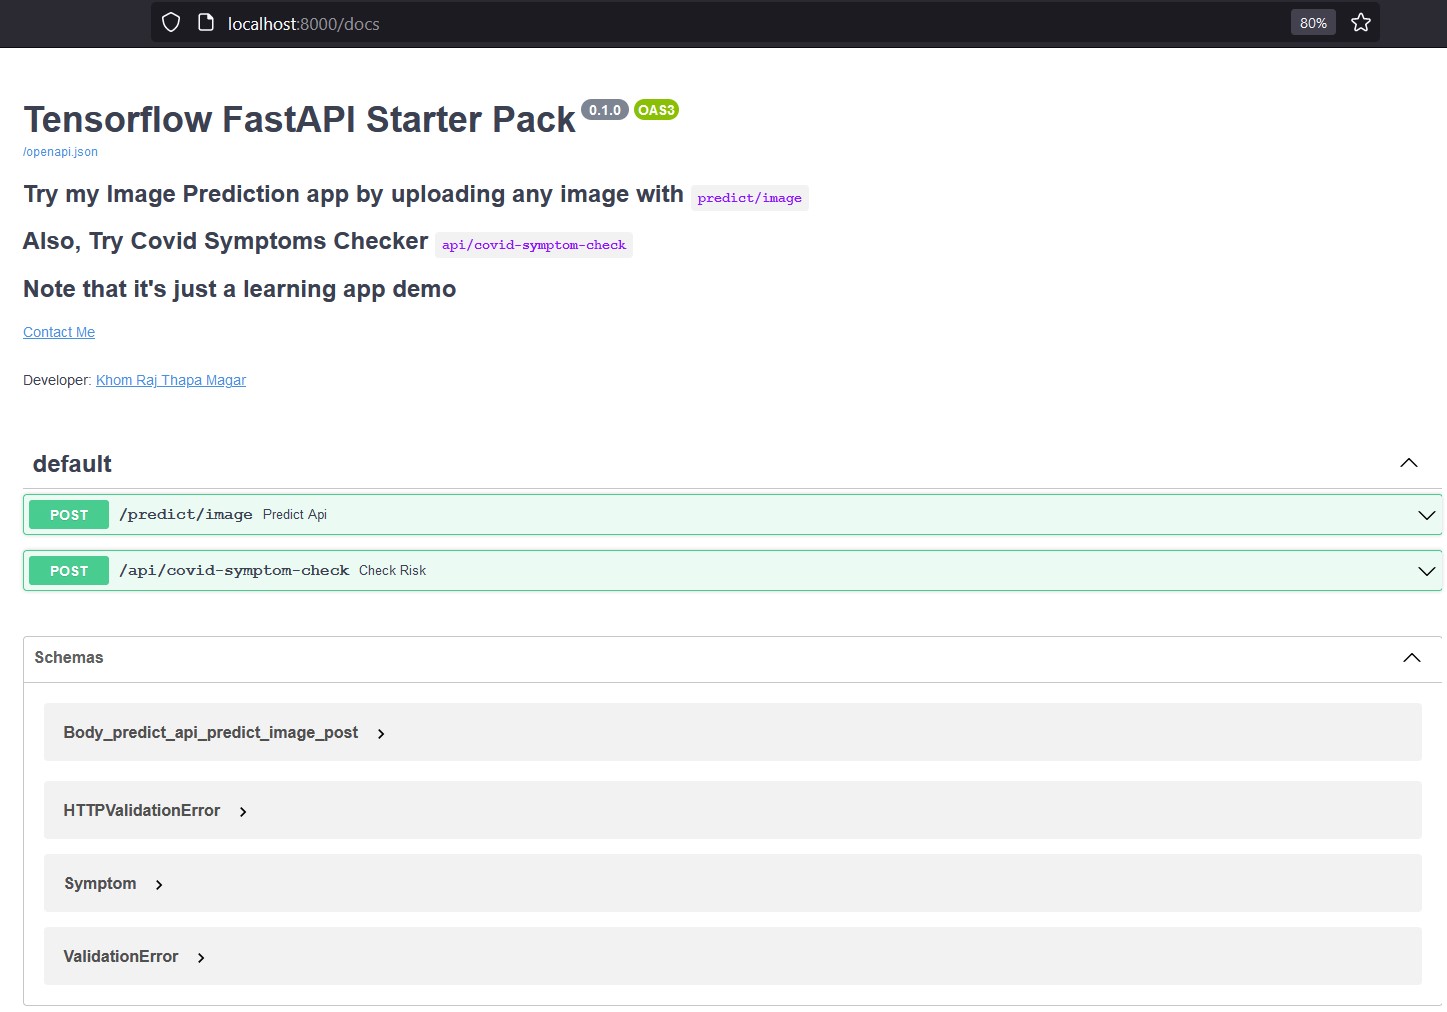 localhost:8000/docs 80%
Tensorflow FastAPI Starter Pack 0.1.0 OAS3
/openapi.json
Try my Image Prediction app by uploading any image with predict/image
Also, Try Covid Symptoms Checker api/covid-symptom-check
Note that it's just a learning app demo
Contact Me
Developer: Khom Raj Thapa Magar
default
POST /predict/image Predict Api
POST /api/covid-symptom-check Check Risk
Schemas
Body_predict_api_predict_image_post
HTTPValidationError
Symptom
ValidationError